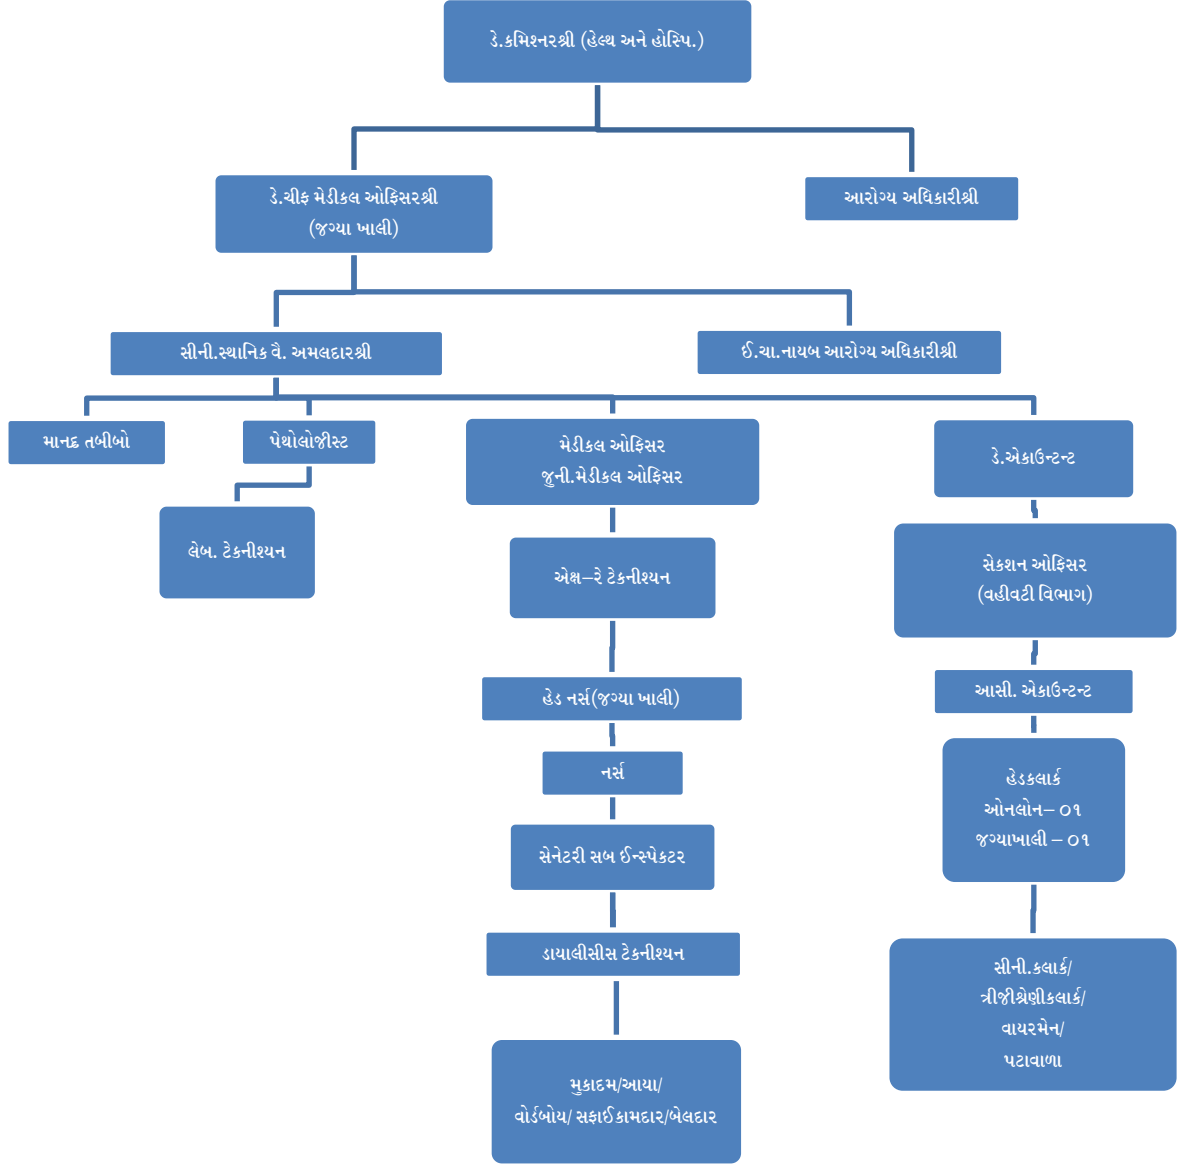 ડે.કમિશ્નરશ્રી (હેલ્થ અને હોસ્પિ.)
ડે.ચીફ મેડીકલ ઓફિસરશ્રી
(જગ્યા ખાલી)
આરોગ્ય અધિકારીશ્રી
સીની.સ્થાનિક વૈ. અમલદારશ્રી
ઈ.ચા.નાયબ આરોગ્ય અધિકારીશ્રી
માનદ્દ તબીબો
પેથોલોજીસ્ટ
મેડીકલ ઓફિસર
જુની.મેડીકલ ઓફિસર
ડે.એકાઉન્ટન્ટ
લેબ. ટેકનીશ્યન
એક્ષ–રે ટેકનીશ્યન
સેકશન ઓફિસર
(વહીવટી વિભાગ)
હેડ નર્સ(જગ્યા ખાલી)
આસી. એકાઉન્ટન્ટ
નર્સ
હેડકલાર્ક
ઓનલોન– ૦૧
જગ્યાખાલી – ૦૧
સેનેટરી સબ ઈન્સ્પેકટર
ડાયાલીસીસ ટેકનીશ્યન
સીની.કલાર્ક/
ત્રીજીશ્રેણીકલાર્ક/
વાયરમેન/
પટાવાળા
મુકાદમ/આયા/
વોર્ડબોય/ સફાઈકામદાર/બેલદાર